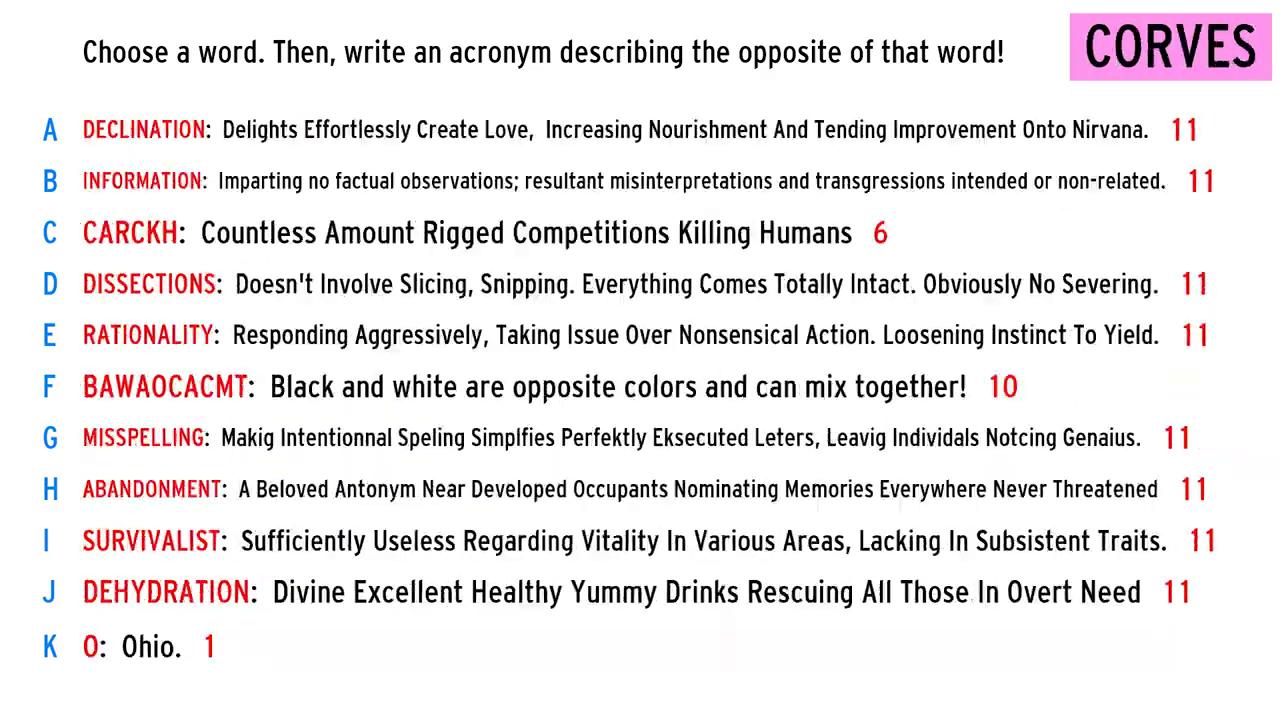 Choose a word. Then, write an acronym describing the opposite of that word!
CORVES
A DECLINATION: Delights Effortlessly Create Love, Increasing Nourishment And Tending Improvement Onto Nirvana. 11
B INFORMATION: Imparting no factual observations; resultant misinterpretations and transgressions intended or non-related. 11
C CARCKH: Countless Amount Rigged Competitions Killing Humans 6
D DISSECTIONS: Doesn't Involve Slicing, Snipping. Everything Comes Totally Intact. Obviously No Severing. 11
E RATIONALITY: Responding Aggressively, Taking Issue Over Nonsensical Action. Loosening Instinct To Yield. 11
F BAWAOCACMT: Black and white are opposite colors and can mix together! 10
G MISSPELLING: Makig Intentionnal Speling Simplfies Perfektly Eksecuted Leters, Leavig Individals Notcing Genaius. 11
H ABANDONMENT: A Beloved Antonym Near Developed Occupants Nominating Memories Everywhere Never Threatened 11
I SURVIVALIST: Sufficiently Useless Regarding Vitality In Various Areas, Lacking In Subsistent Traits. 11
J DEHYDRATION: Divine Excellent Healthy Yummy Drinks Rescuing All Those In Overt Need 11
K O: Ohio. 1